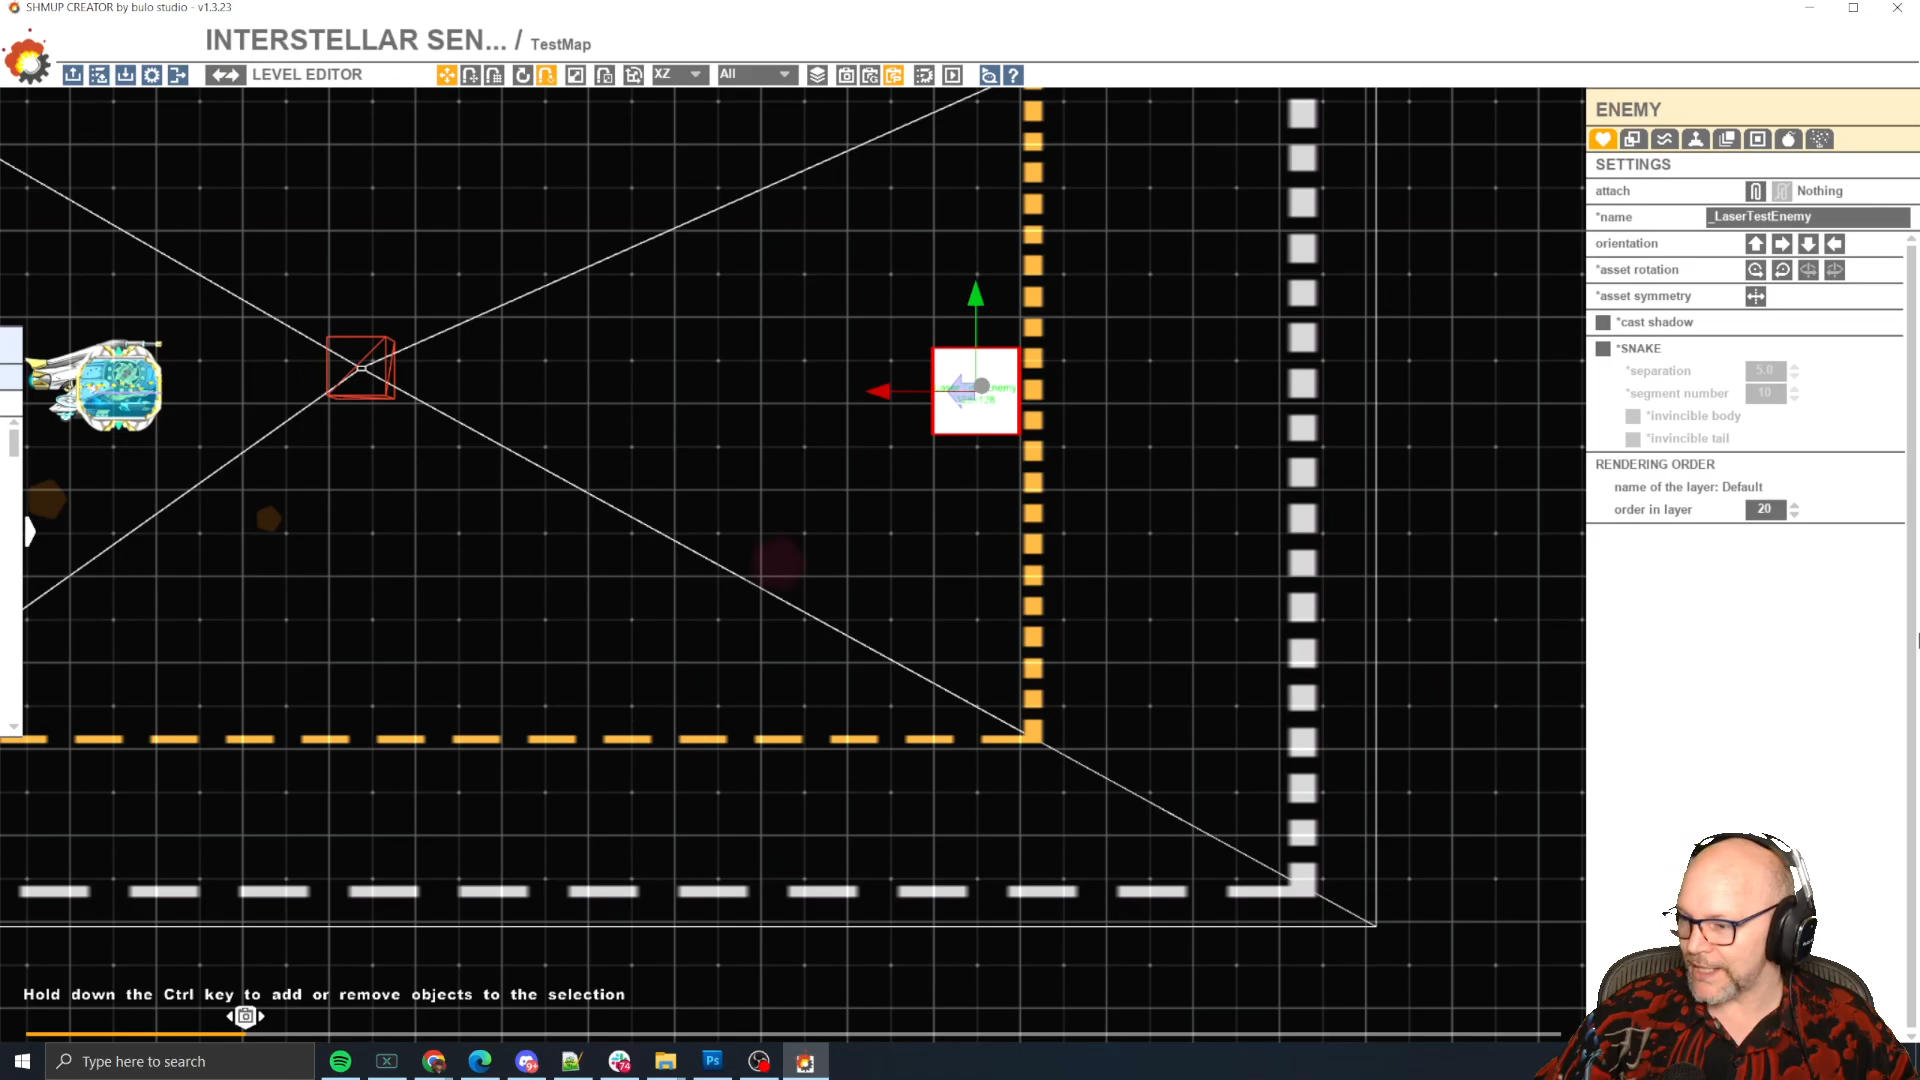 SHMUP CREATOR by bulo studio - v1.3.23
INTERSTELLAR SEN... / TestMap
LEVEL EDITOR
XZ
All
ENEMY
SETTINGS
attach
Nothing
*name
_LaserTestEnemy
orientation
*asset rotation
*asset symmetry
*cast shadow
*SNAKE
*separation
5.0
*segment number
10
*invincible body
*invincible tail
RENDERING ORDER
name of the layer: Default
order in layer
20
Hold down the Ctrl key to add or remove objects to the selection
Type here to search